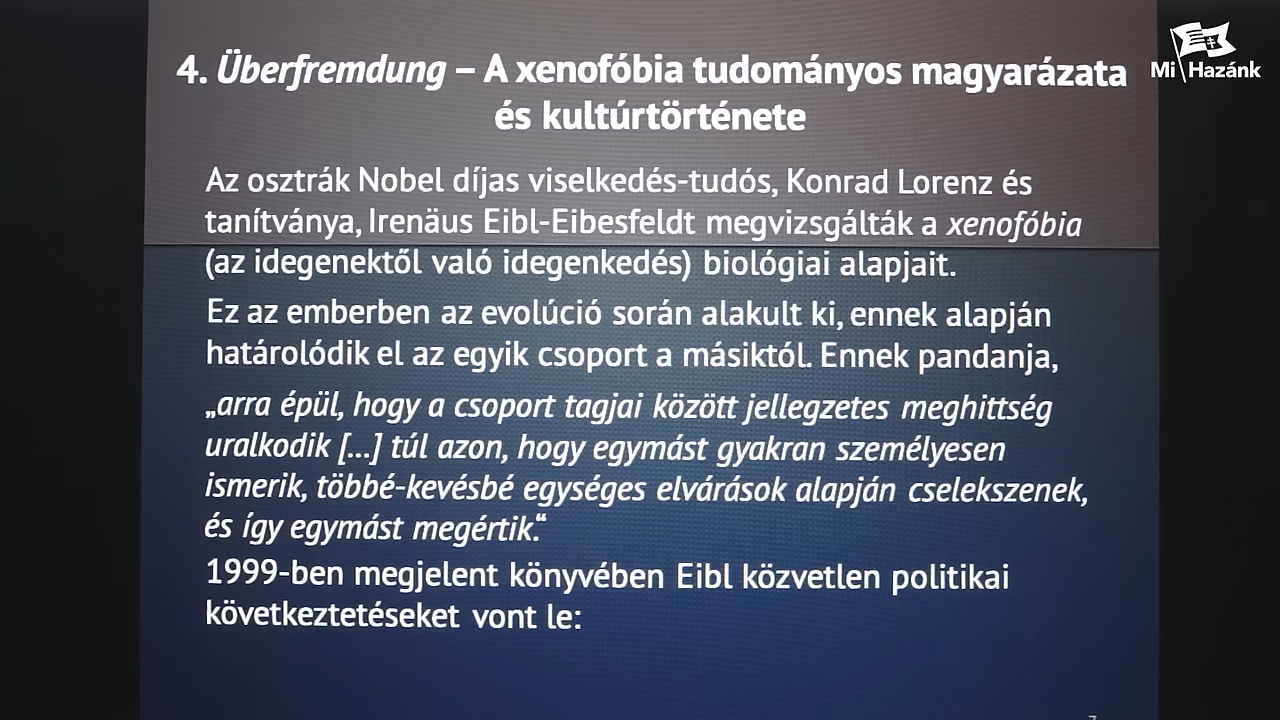 4. Überfremdung – A xenofóbia tudományos magyarázata
és kultúrtörténete
Mi Hazánk
Az osztrák Nobel díjas viselkedés-tudós, Konrad Lorenz és
tanítványa, Irenäus Eibl-Eibesfeldt megvizsgálták a xenofóbia
(az idegenektől való idegenkedés) biológiai alapjait.
Ez az emberben az evolúció során alakult ki, ennek alapján
határolódik el az egyik csoport a másiktól. Ennek pandanja,
„arra épül, hogy a csoport tagjai között jellegzetes meghittség
uralkodik [...] túl azon, hogy egymást gyakran személyesen
ismerik, többé-kevésbé egységes elvárások alapján cselekszenek,
és így egymást megértik.“
1999-ben megjelent könyvében Eibl közvetlen politikai
következtetéseket vont le: